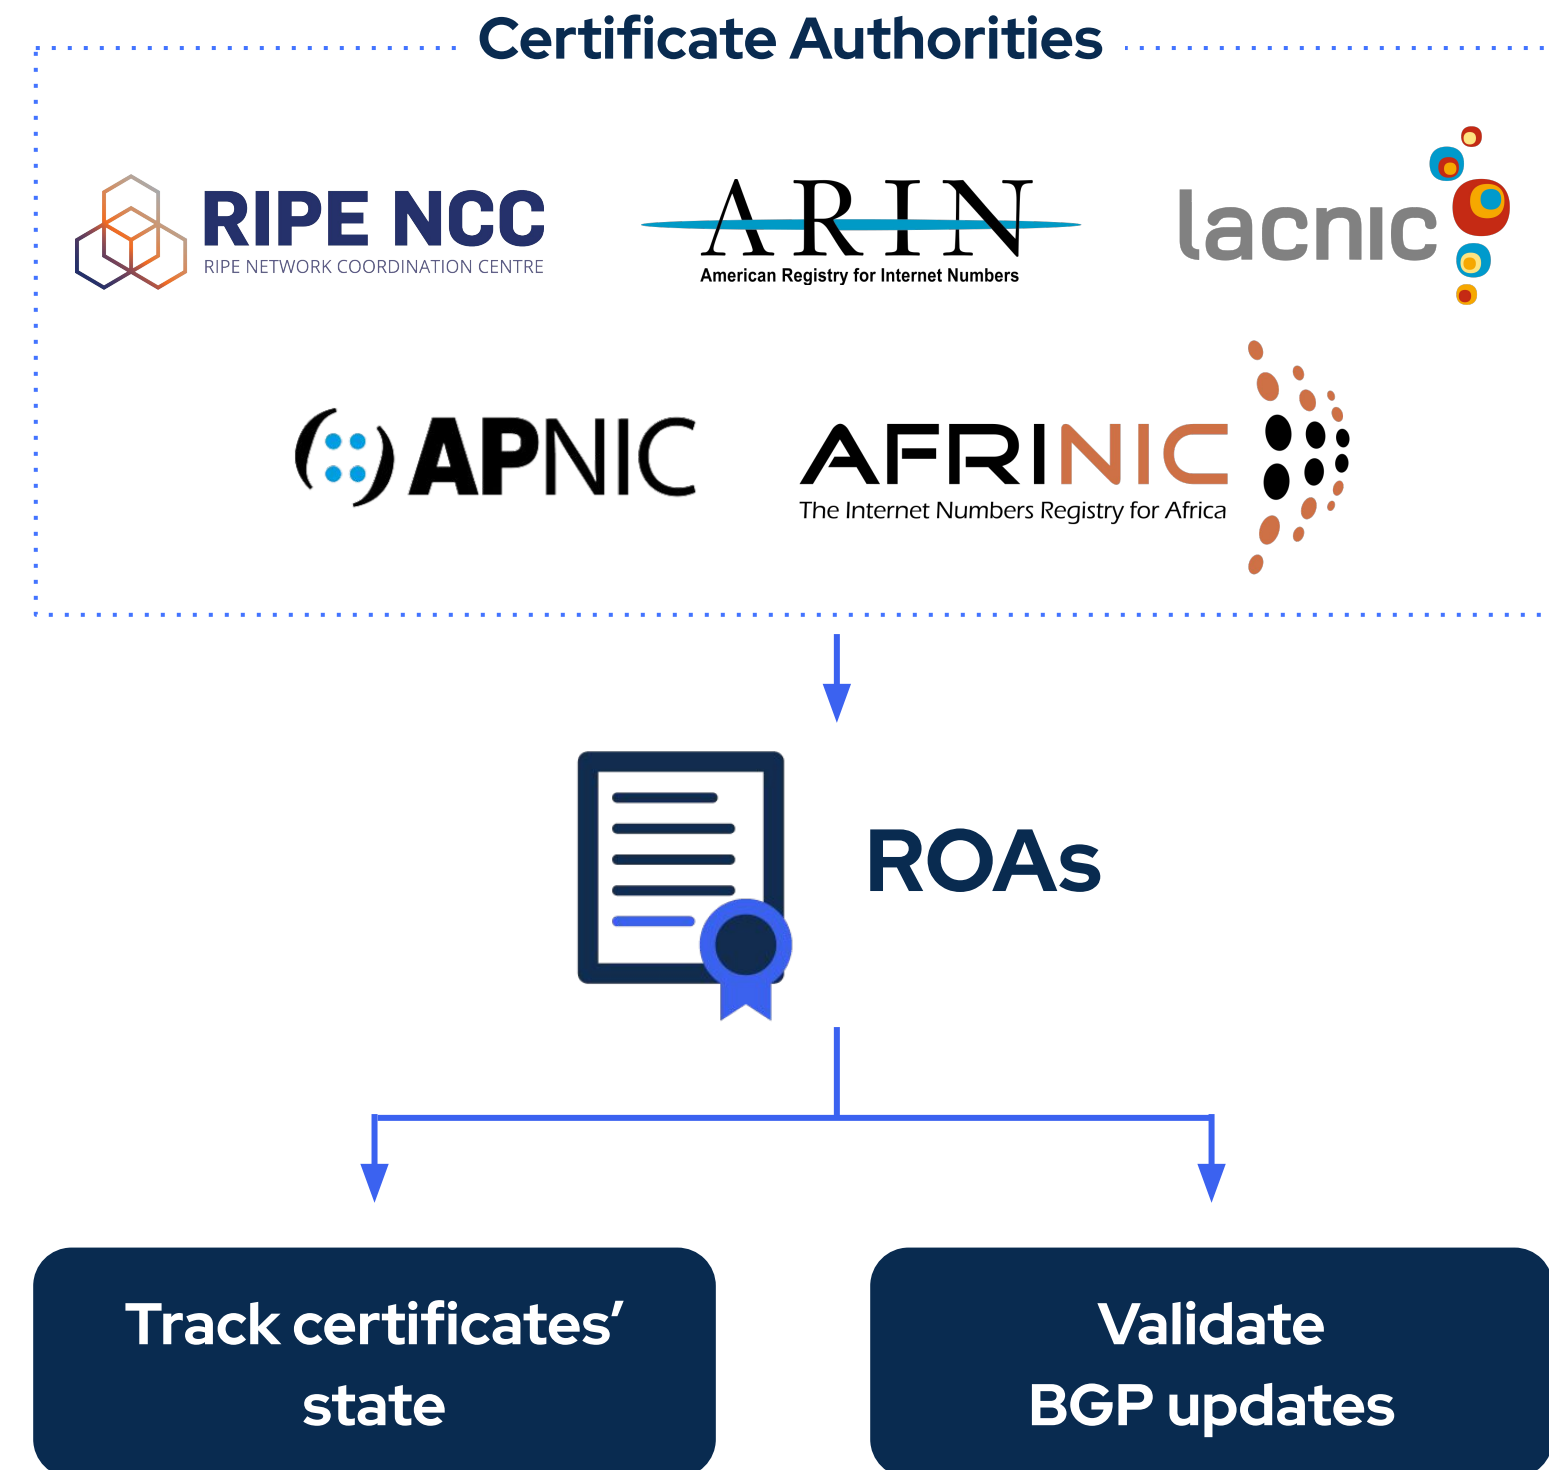 Certificate Authorities
RIPE NCC
RIPE NETWORK COORDINATION CENTRE
ARIN
American Registry for Internet Numbers
lacnic
APNIC
AFRINIC
The Internet Numbers Registry for Africa
ROAs
Track certificates’
state
Validate
BGP updates